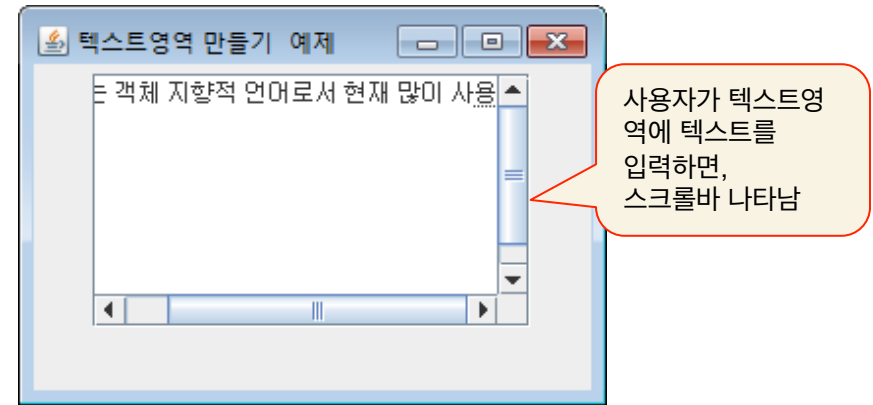 텍스트영역 만들기 예제
는 객체 지향적 언어로서 현재 많이 사용
사용자가 텍스트영
역에 텍스트를
입력하면,
스크롤바 나타남